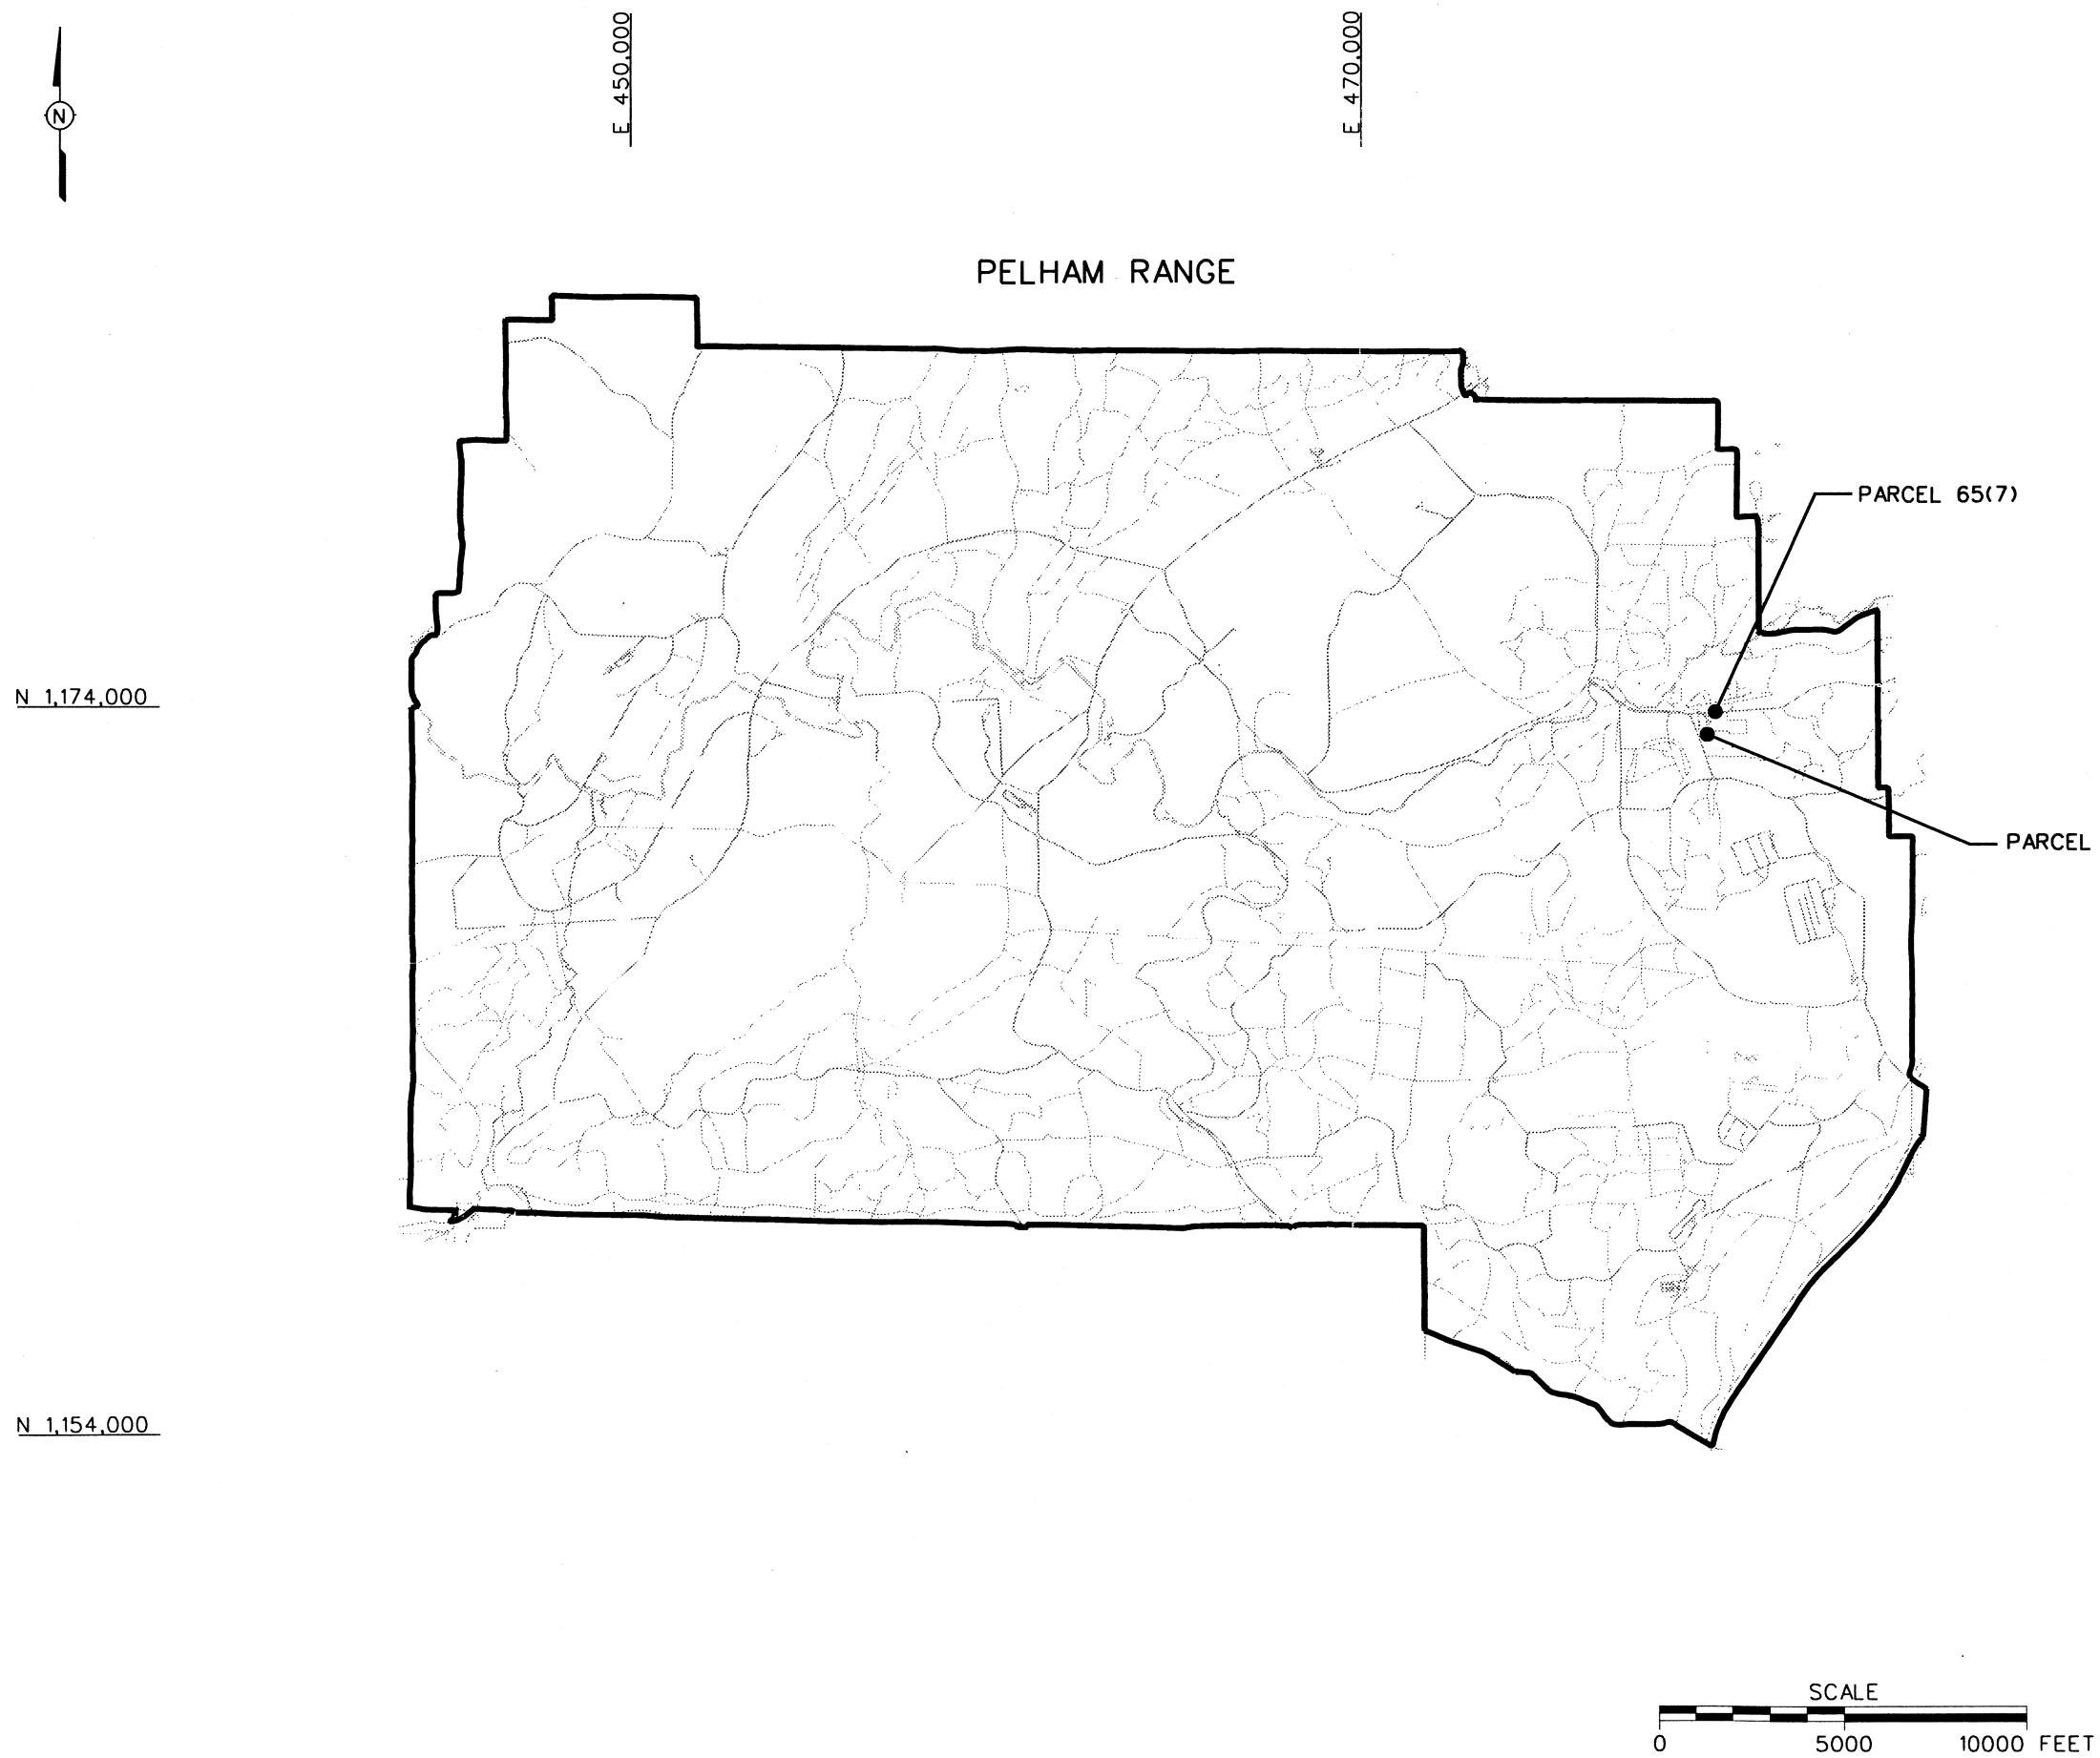 E 450,000
E 470,000
N
PELHAM RANGE
PARCEL 65(7)
N 1,174,000
PARCEL
N 1,154,000
SCALE
0 5000 10000 FEET